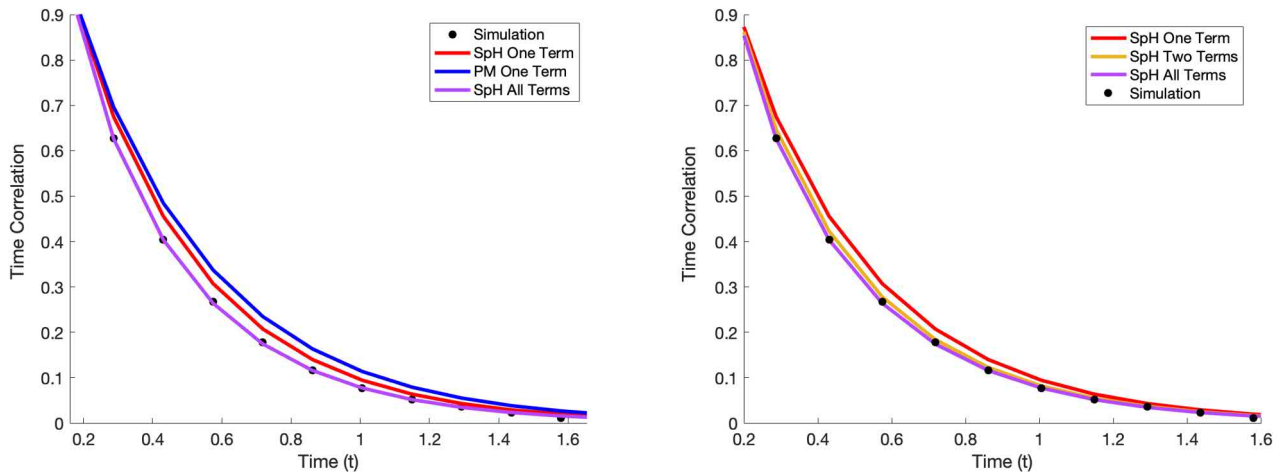 0.9
0.8
0.7
0.6
0.5
0.4
0.3
0.2
0.1
0
0.2 0.4 0.6 0.8 1 1.2 1.4 1.6
Time (t)
Time Correlation
Simulation
SpH One Term
PM One Term
SpH All Terms
0.9
0.8
0.7
0.6
0.5
0.4
0.3
0.2
0.1
0
0.2 0.4 0.6 0.8 1 1.2 1.4 1.6
Time (t)
Time Correlation
SpH One Term
SpH Two Terms
SpH All Terms
Simulation